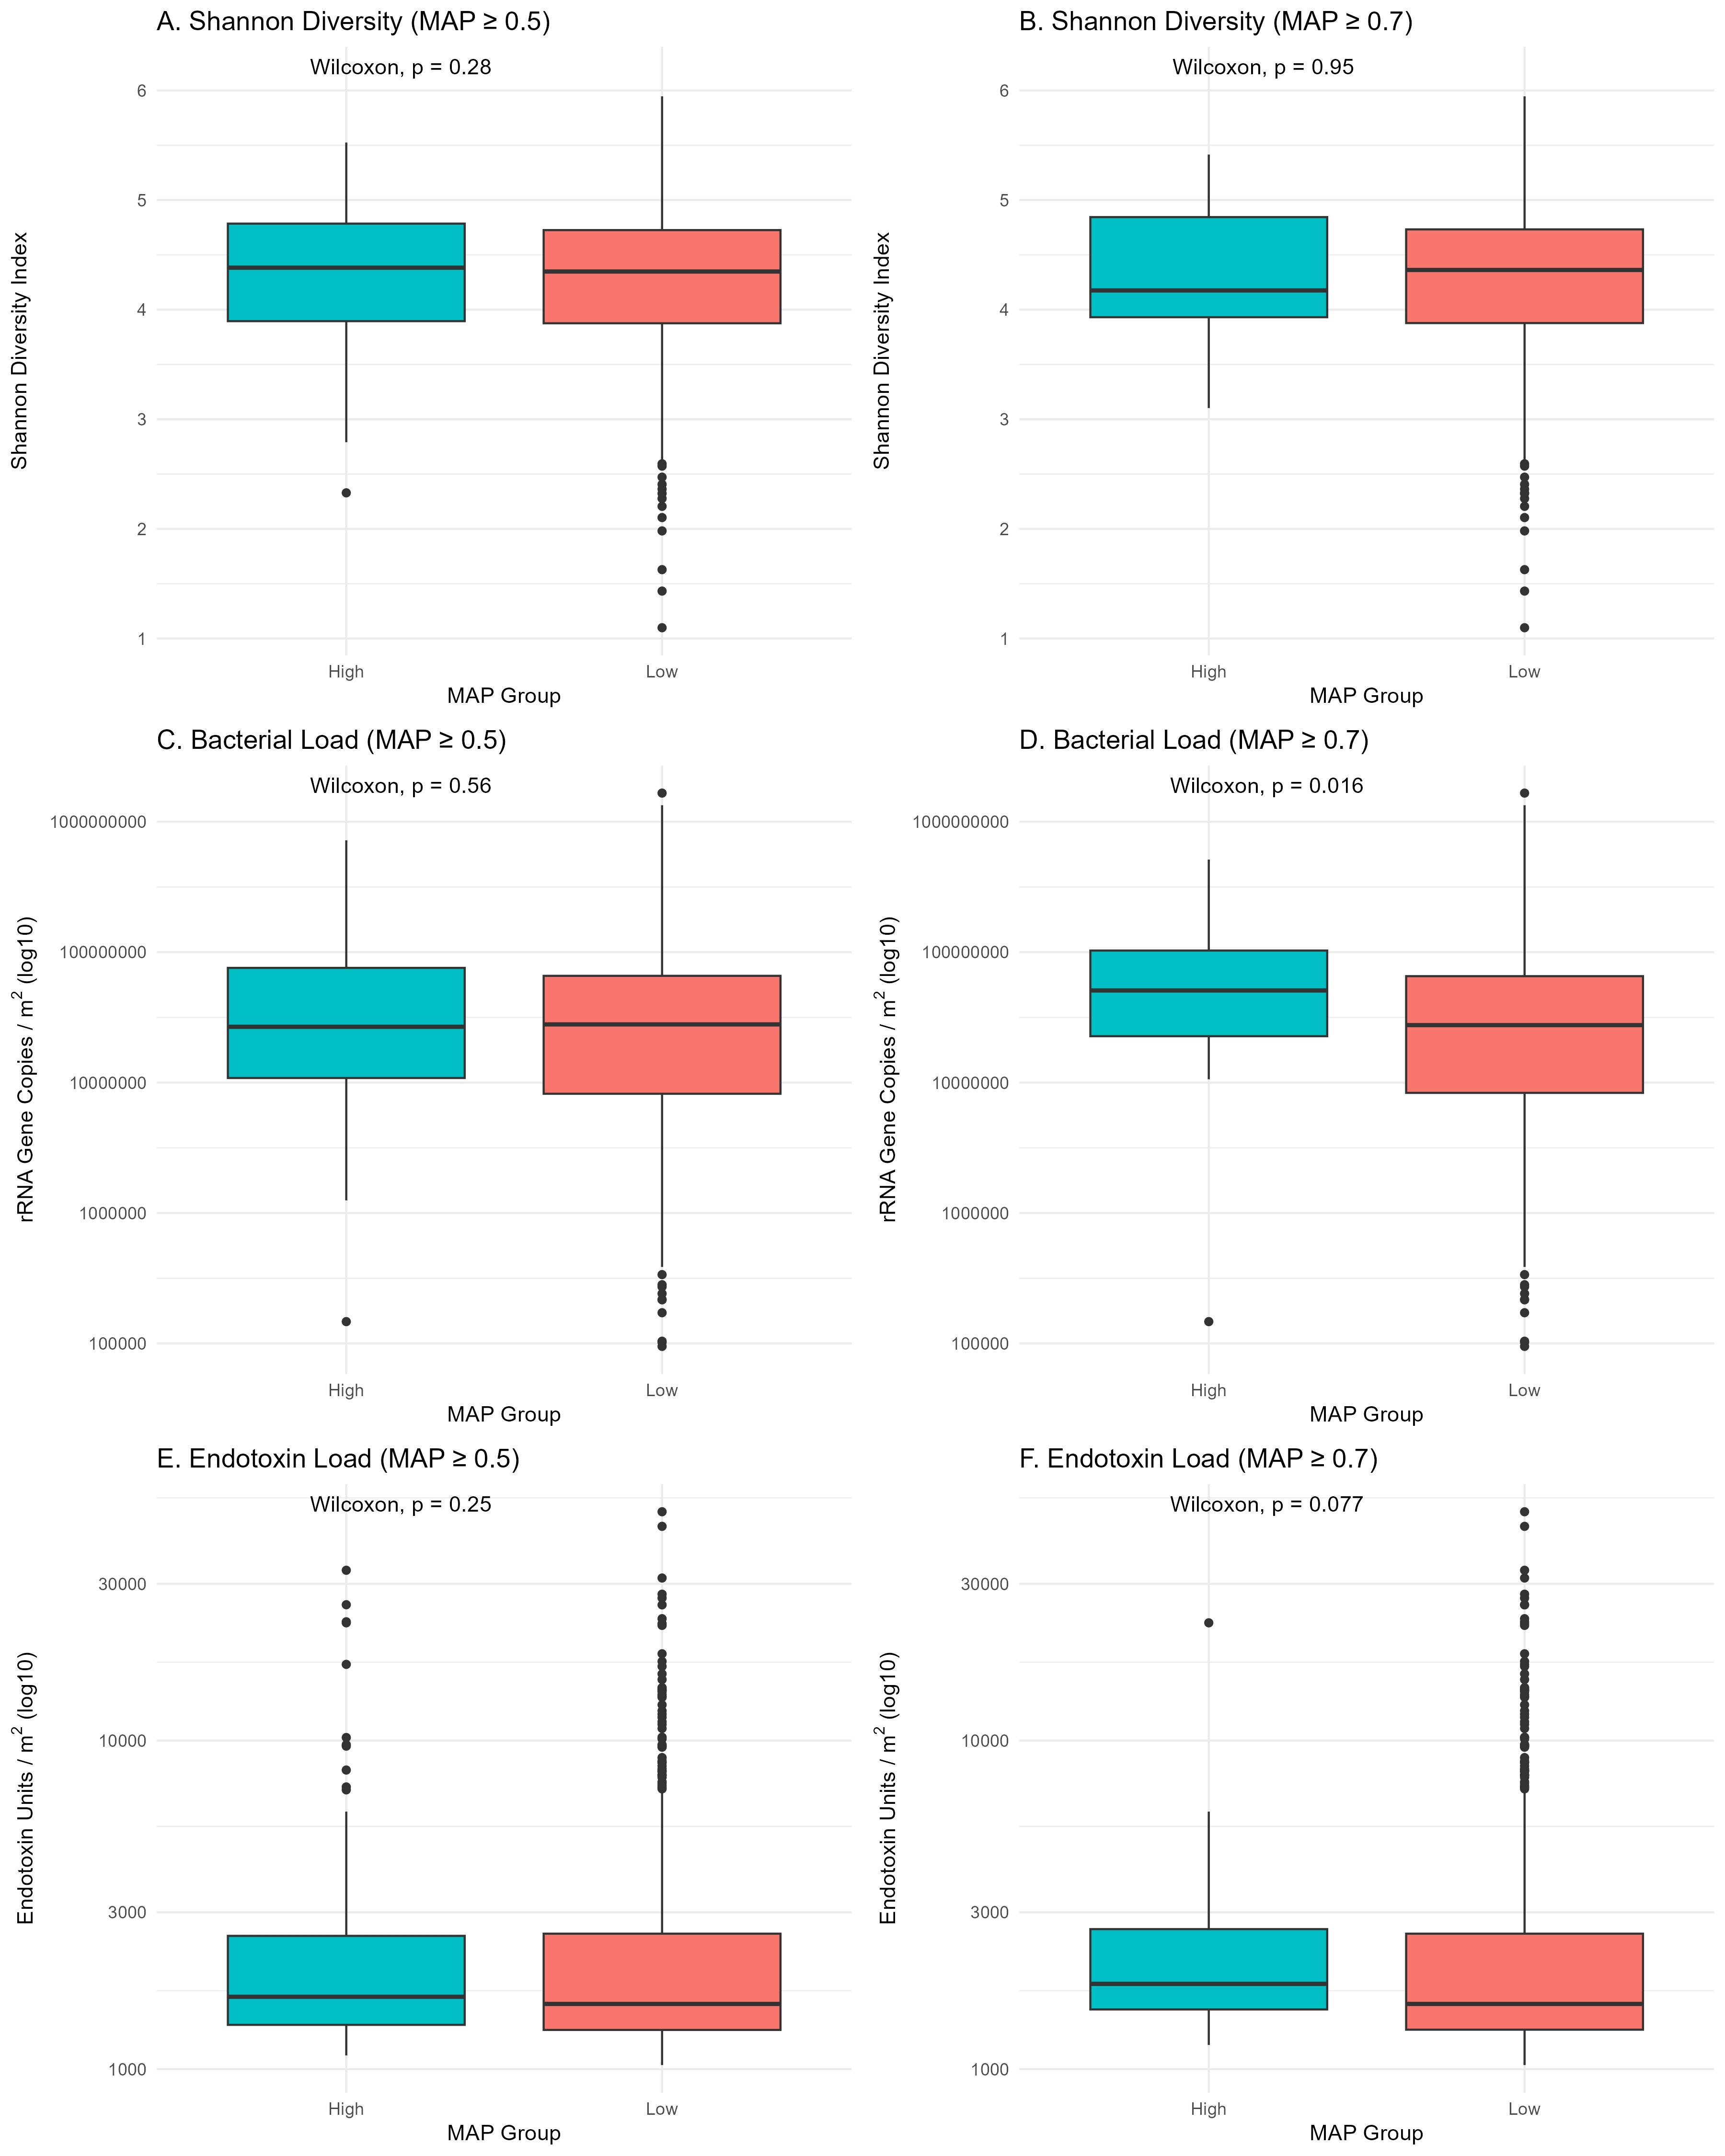 A. Shannon Diversity (MAP ≥ 0.5)
Wilcoxon, p = 0.28
Shannon Diversity Index
6
5
4
3
2
1
High
Low
MAP Group
B. Shannon Diversity (MAP ≥ 0.7)
Wilcoxon, p = 0.95
Shannon Diversity Index
6
5
4
3
2
1
High
Low
MAP Group
C. Bacterial Load (MAP ≥ 0.5)
Wilcoxon, p = 0.56
rRNA Gene Copies / m² (log10)
1000000000
100000000
10000000
1000000
100000
High
Low
MAP Group
D. Bacterial Load (MAP ≥ 0.7)
Wilcoxon, p = 0.016
rRNA Gene Copies / m² (log10)
1000000000
100000000
10000000
1000000
100000
High
Low
MAP Group
E. Endotoxin Load (MAP ≥ 0.5)
Wilcoxon, p = 0.25
Endotoxin Units / m² (log10)
30000
10000
3000
1000
High
Low
MAP Group
F. Endotoxin Load (MAP ≥ 0.7)
Wilcoxon, p = 0.077
Endotoxin Units / m² (log10)
30000
10000
3000
1000
High
Low
MAP Group